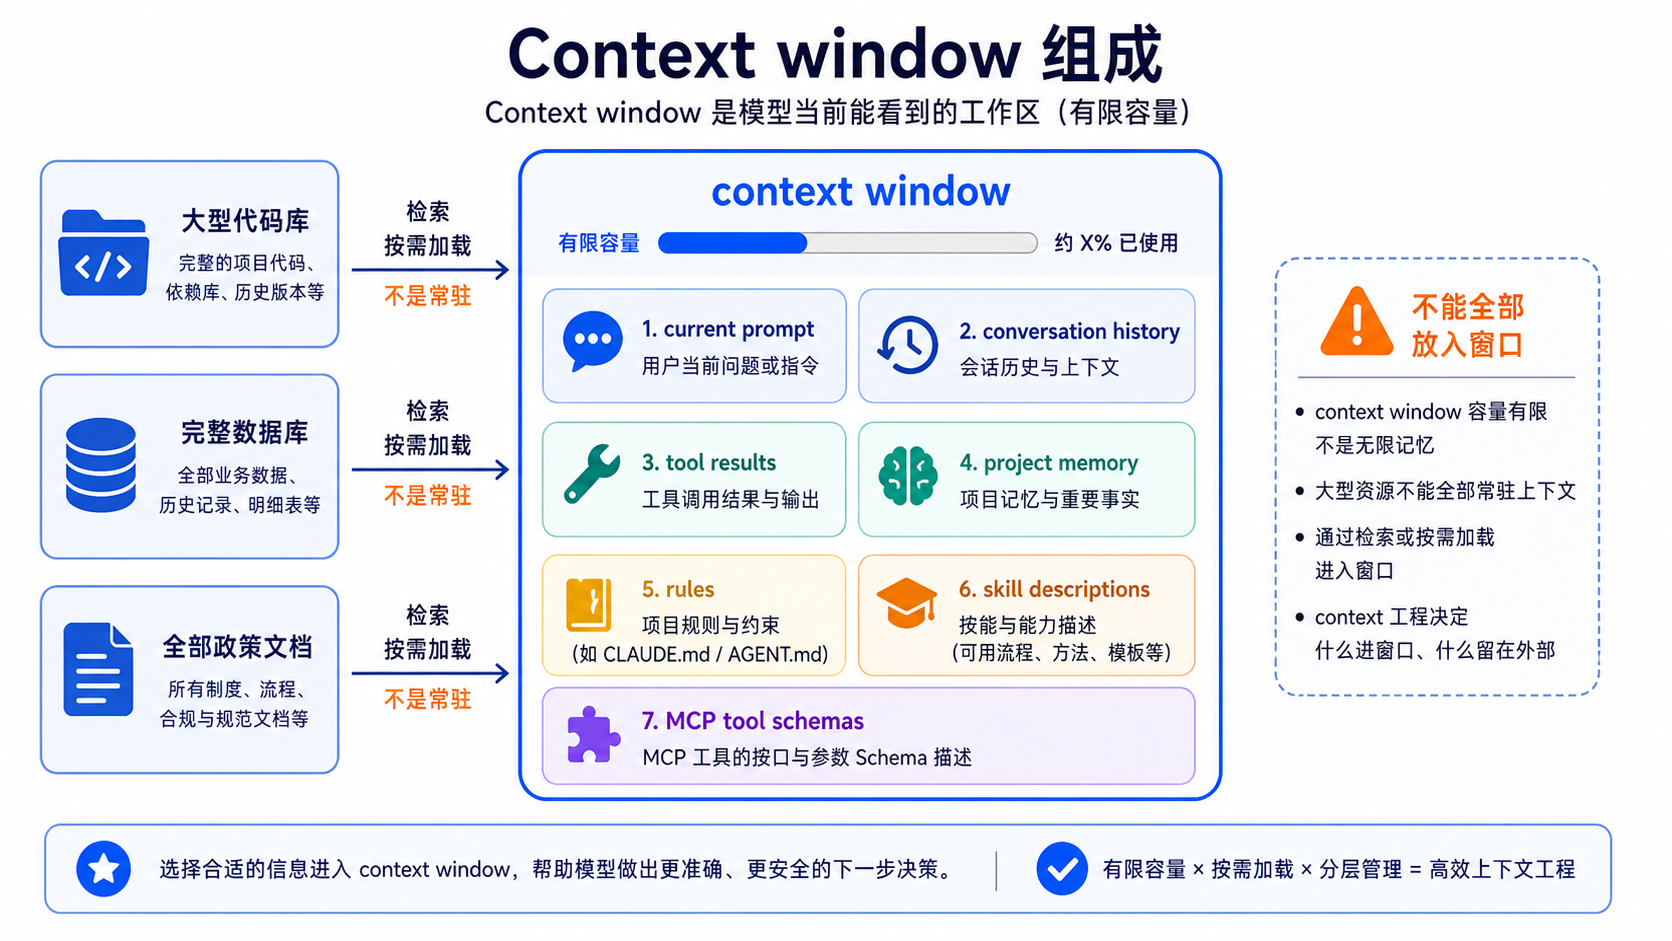 Context window 组成
Context window 是模型当前能看到的工作区（有限容量）
大型代码库
完整的项目代码、
依赖库、历史版本等
检索
按需加载
不是常驻
完整数据库
全部业务数据、
历史记录、明细表等
检索
按需加载
不是常驻
全部政策文档
所有制度、流程、
合规与规范文档等
检索
按需加载
不是常驻
context window
有限容量
约 X% 已使用
1. current prompt
用户当前问题或指令
2. conversation history
会话历史与上下文
3. tool results
工具调用结果与输出
4. project memory
项目记忆与重要事实
5. rules
项目规则与约束
(如 CLAUDE.md / AGENT.md)
6. skill descriptions
按能与能力描述
(可用流程、方法、模板等)
7. MCP tool schemas
MCP 工具的按口与参数 Schema 描述
不能全部
放入窗口
• context window 容量有限
不是无限记忆
• 大型资源不能全部常驻上下文
• 通过检索或按需加载
进入窗口
• context 工程决定
什么进窗口、什么留在外部
选择合适的信息进入 context window，帮助模型做出更准确、更安全的下一步决策。
有限容量 × 按需加载 × 分层管理 = 高效上下文工程